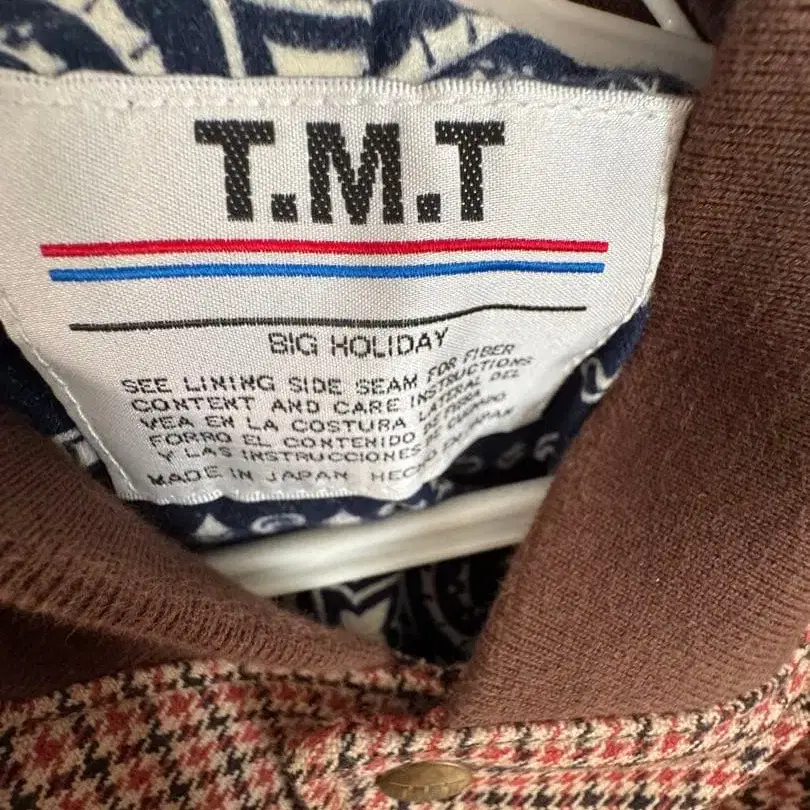 T.M.T
BIG HOLIDAY
SEE LINING SIDE SEAM FOR FIBER
CONTENT AND CARE INSTRUCTIONS
VEA EN LA COSTURA LATERAL DEL
FORRO EL CONTENIDO DE FIBRA
Y LAS INSTRUCCIONES DE CUIDADO
MADE IN JAPAN HECHO EN JAPAN